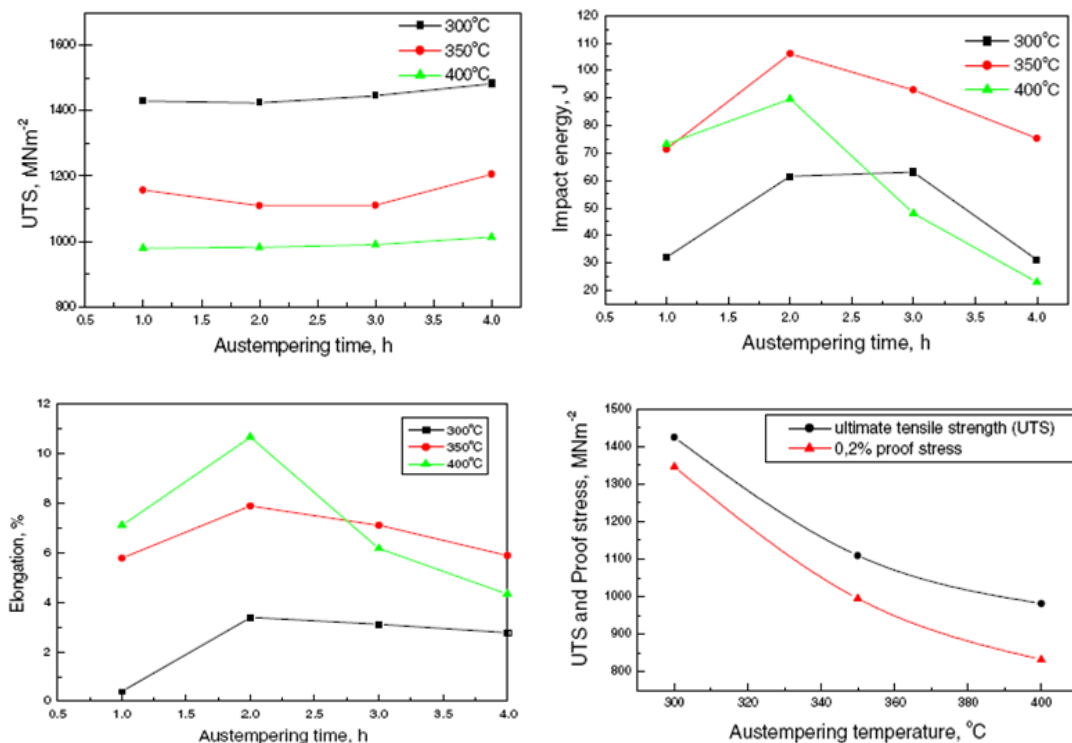 UTS, MNm⁻²
1600
1400
1200
1000
800
300°C
350°C
400°C
0.5 1.0 1.5 2.0 2.5 3.0 3.5 4.0
Austempering time, h
Impact energy, J
120
110
100
90
80
70
60
50
40
30
20
300°C
350°C
400°C
0.5 1.0 1.5 2.0 2.5 3.0 3.5 4.0
Austempering time, h
Elongation, %
12
10
8
6
4
2
0
300°C
350°C
400°C
0.5 1.0 1.5 2.0 2.5 3.0 3.5 4.0
Austempering time, h
UTS and Proof stress, MNm⁻²
1500
1400
1300
1200
1100
1000
900
800
ultimate tensile strength (UTS)
0,2% proof stress
300 320 340 360 380 400
Austempering temperature, °C